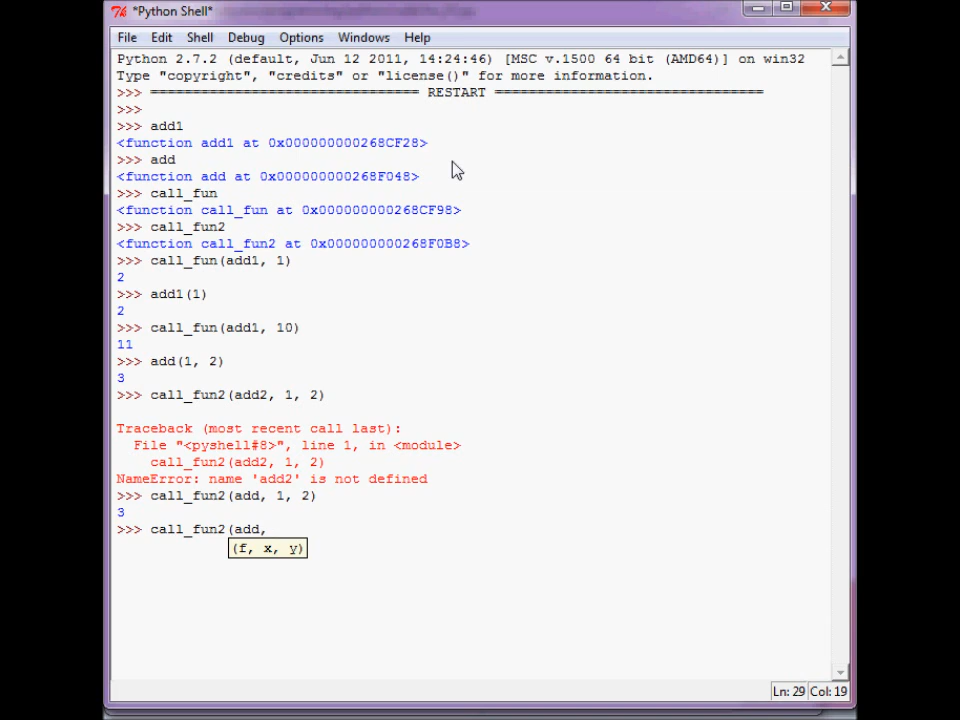 *Python Shell*
File Edit Shell Debug Options Windows Help
Python 2.7.2 (default, Jun 12 2011, 14:24:46) [MSC v.1500 64 bit (AMD64)] on win32
Type "copyright", "credits" or "license()" for more information.
>>> ================================ RESTART ================================
>>>
>>> add1
<function add1 at 0x000000000268CF28>
>>> add
<function add at 0x000000000268F048>
>>> call_fun
<function call_fun at 0x000000000268CF98>
>>> call_fun2
<function call_fun2 at 0x000000000268F0B8>
>>> call_fun(add1, 1)
2
>>> add1(1)
2
>>> call_fun(add1, 10)
11
>>> add(1, 2)
3
>>> call_fun2(add2, 1, 2)
Traceback (most recent call last):
File "<pyshell#8>", line 1, in <module>
call_fun2(add2, 1, 2)
NameError: name 'add2' is not defined
>>> call_fun2(add, 1, 2)
3
>>> call_fun2(add,
(f, x, y)
Ln: 29 Col: 19